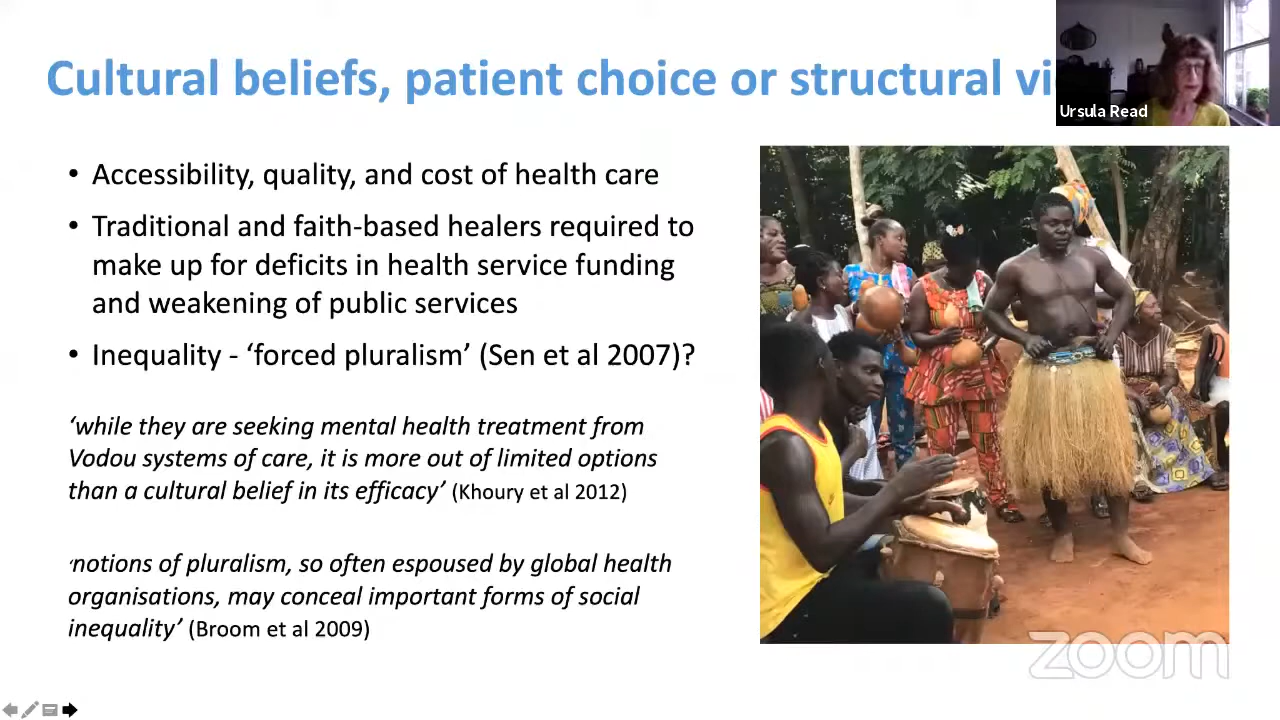 Cultural beliefs, patient choice or structural vi
Ursula Read
• Accessibility, quality, and cost of health care
• Traditional and faith-based healers required to
make up for deficits in health service funding
and weakening of public services
• Inequality - ‘forced pluralism’ (Sen et al 2007)?
‘while they are seeking mental health treatment from
Vodou systems of care, it is more out of limited options
than a cultural belief in its efficacy’ (Khoury et al 2012)
‘notions of pluralism, so often espoused by global health
organisations, may conceal important forms of social
inequality’ (Broom et al 2009)
zoom